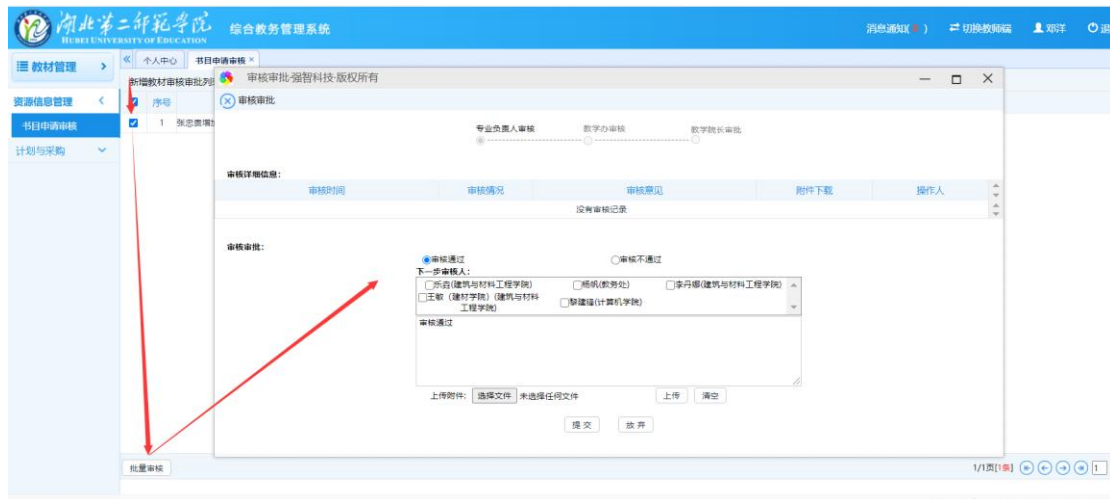 湖北第二师范学院 综合教务管理系统 消息通知( ) 切换教师端 邓洋 退
HUBEI UNIVERSITY OF EDUCATION
教材管理 个人中心 书目申请审核 ×
新增教材审核审批列 审核审批-强智科技-版权所有
资源信息管理 序号 审核审批
书目申请审核 1
计划与采购
专业负责人审核 教学办审核 教学院长审批
审核详细信息:
审核时间 审核情况 审核意见 附件下载 操作人
没有审核记录
审核审批:
审核通过 审核不通过
下一步审核人:
乐垚(建筑与材料工程学院) 杨帆(教务处) 李丹娜(建筑与材料工程学院)
王敏(建材学院)(建筑与材料工程学院) 黎建锋(计算机学院)
审核通过
上传附件: 选择文件 未选择任何文件 上传 清空
提交 放弃
批量审核 1/1页[1条] 1